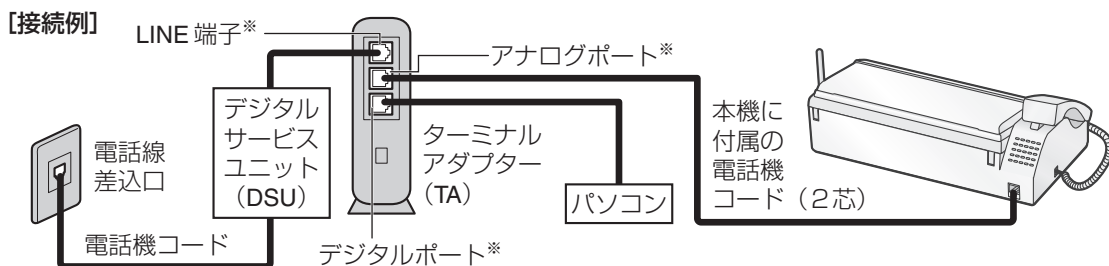 [接続例]
LINE 端子※
アナログポート※
デジタル
サービス
ユニット
（DSU）
電話線
差込口
ターミナル
アダプター
（TA）
パソコン
本機に
付属の
電話機
コード（2芯）
電話機コード
デジタルポート※